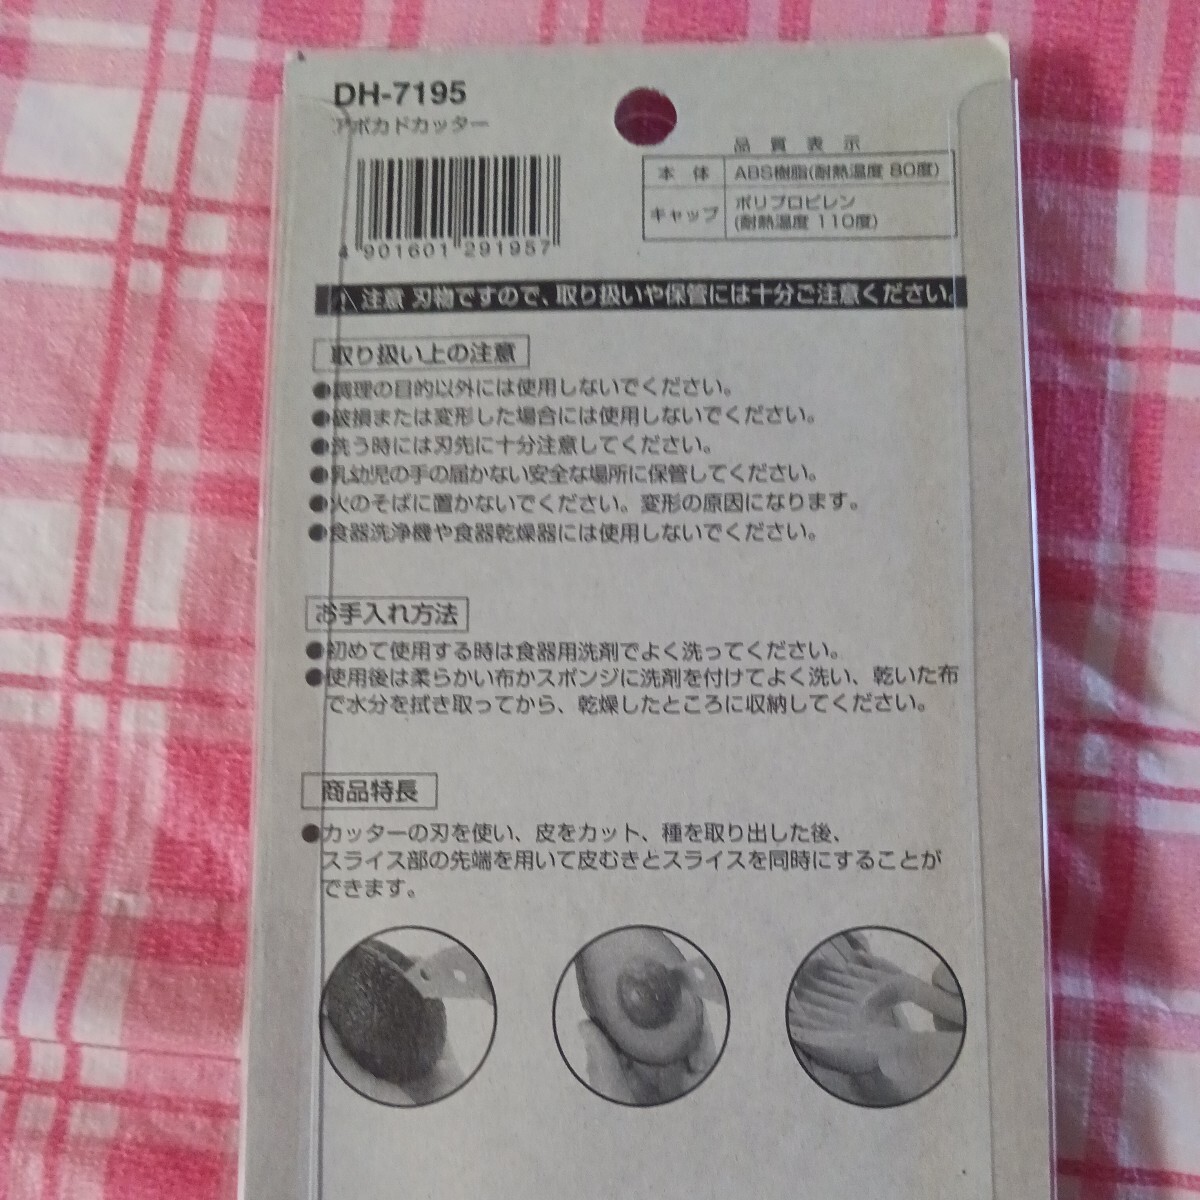 DH-7195
アボカドカッター
4 901601 291957
品質表示
本体 ABS樹脂(耐熱温度 80度)
キャップ ポリプロピレン
(耐熱温度 110度)
⚠注意 刃物ですので、取り扱いや保管には十分ご注意ください。
取り扱い上の注意
●調理の目的以外には使用しないでください。
●破損または変形した場合には使用しないでください。
●洗う時には刃先に十分注意してください。
●乳幼児の手の届かない安全な場所に保管してください。
●火のそばに置かないでください。変形の原因になります。
●食器洗浄機や食器乾燥器には使用しないでください。
お手入れ方法
●初めて使用する時は食器用洗剤でよく洗ってください。
●使用後は柔らかい布かスポンジに洗剤を付けてよく洗い、乾いた布
で水分を拭き取ってから、乾燥したところに収納してください。
商品特長
●カッターの刃を使い、皮をカット、種を取り出した後、
スライス部の先端を用いて皮むきとスライスを同時にすることが
できます。